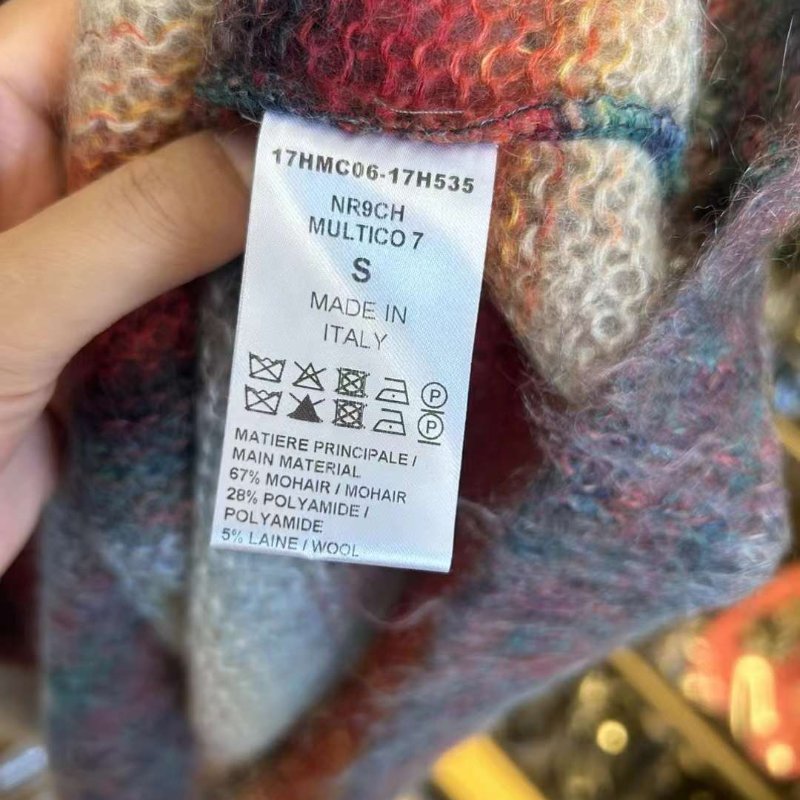 17HMC06-17H535
NR9CH
MULTICO 7
S
MADE IN
ITALY
P
P
MATIERE PRINCIPALE /
MAIN MATERIAL
67% MOHAIR / MOHAIR
28% POLYAMIDE /
POLYAMIDE
5% LAINE / WOOL